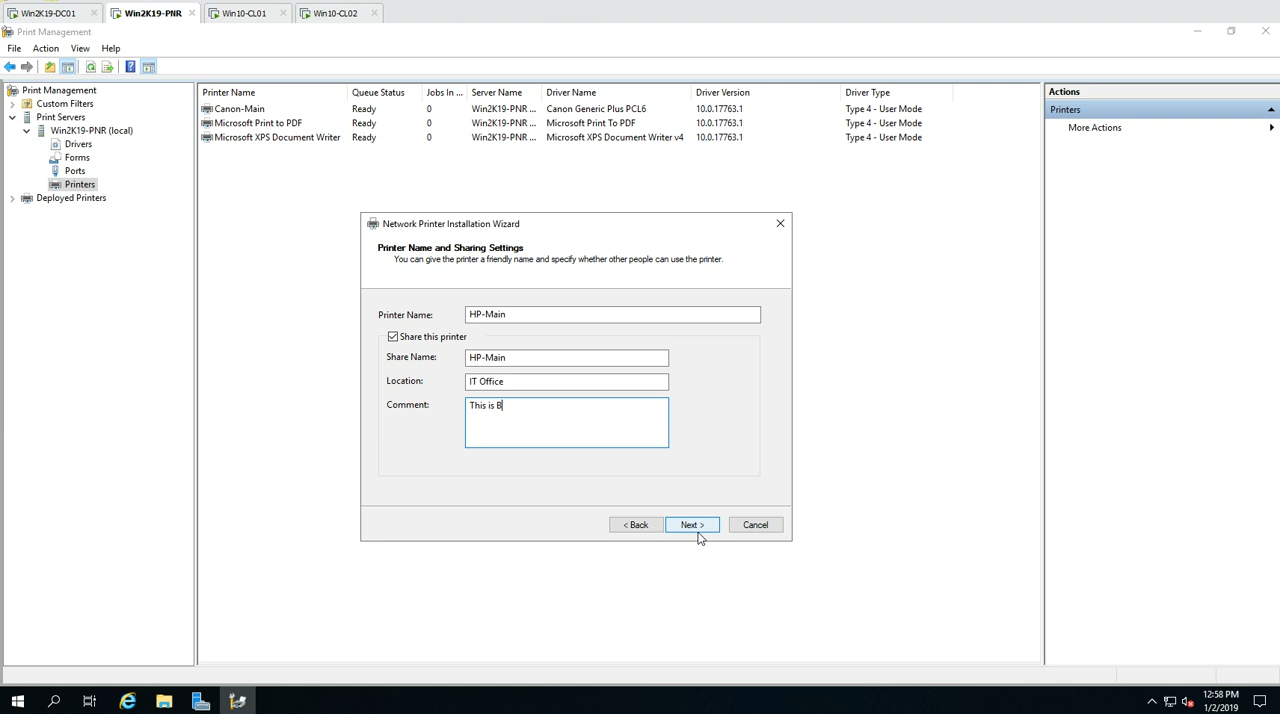 Win2K19-DC01 Win2K19-PNR Win10-CL01 Win10-CL02
Print Management
File Action View Help
Print Management
Custom Filters
Print Servers
Win2K19-PNR (local)
Drivers
Forms
Ports
Printers
Deployed Printers
Printer Name Queue Status Jobs In ... Server Name Driver Name Driver Version Driver Type
Canon-Main Ready 0 Win2K19-PNR ... Canon Generic Plus PCL6 10.0.17763.1 Type 4 - User Mode
Microsoft Print to PDF Ready 0 Win2K19-PNR ... Microsoft Print To PDF 10.0.17763.1 Type 4 - User Mode
Microsoft XPS Document Writer Ready 0 Win2K19-PNR ... Microsoft XPS Document Writer v4 10.0.17763.1 Type 4 - User Mode
Actions
Printers
More Actions
Network Printer Installation Wizard
Printer Name and Sharing Settings
You can give the printer a friendly name and specify whether other people can use the printer.
Printer Name: HP-Main
Share this printer
Share Name: HP-Main
Location: IT Office
Comment: This is B
< Back Next > Cancel
12:58 PM
1/2/2019